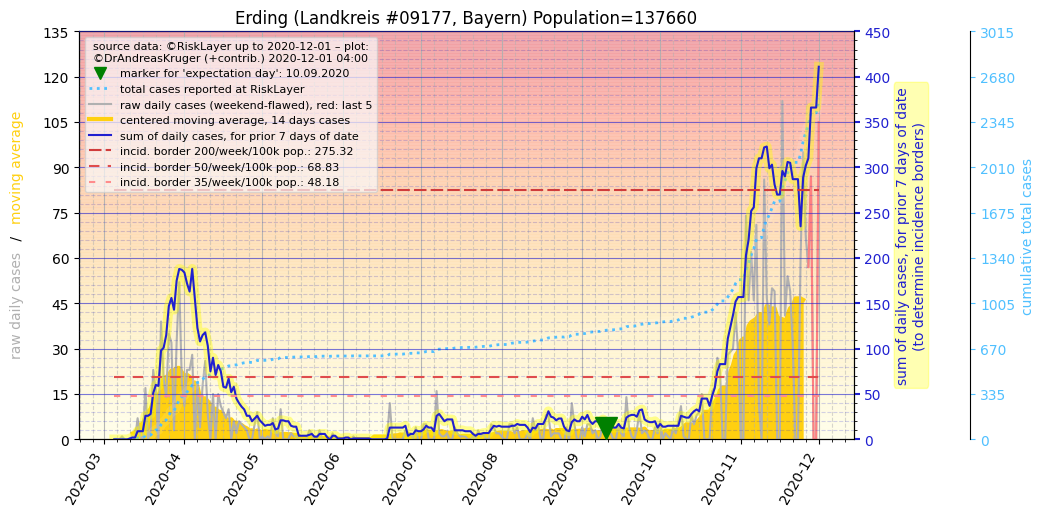 Erding (Landkreis #09177, Bayern) Population=137660
source data: ©RiskLayer up to 2020-12-01 – plot:
©DrAndreasKruger (+contrib.) 2020-12-01 04:00
marker for 'expectation day': 10.09.2020
total cases reported at RiskLayer
raw daily cases (weekend-flawed), red: last 5
centered moving average, 14 days cases
sum of daily cases, for prior 7 days of date
incid. border 200/week/100k pop.: 275.32
incid. border 50/week/100k pop.: 68.83
incid. border 35/week/100k pop.: 48.18
raw daily cases / moving average
135
120
105
90
75
60
45
30
15
0
450
400
350
300
250
200
150
100
50
0
sum of daily cases, for prior 7 days of date
(to determine incidence borders)
3015
2680
2345
2010
1675
1340
1005
670
335
0
cumulative total cases
2020-03
2020-04
2020-05
2020-06
2020-07
2020-08
2020-09
2020-10
2020-11
2020-12